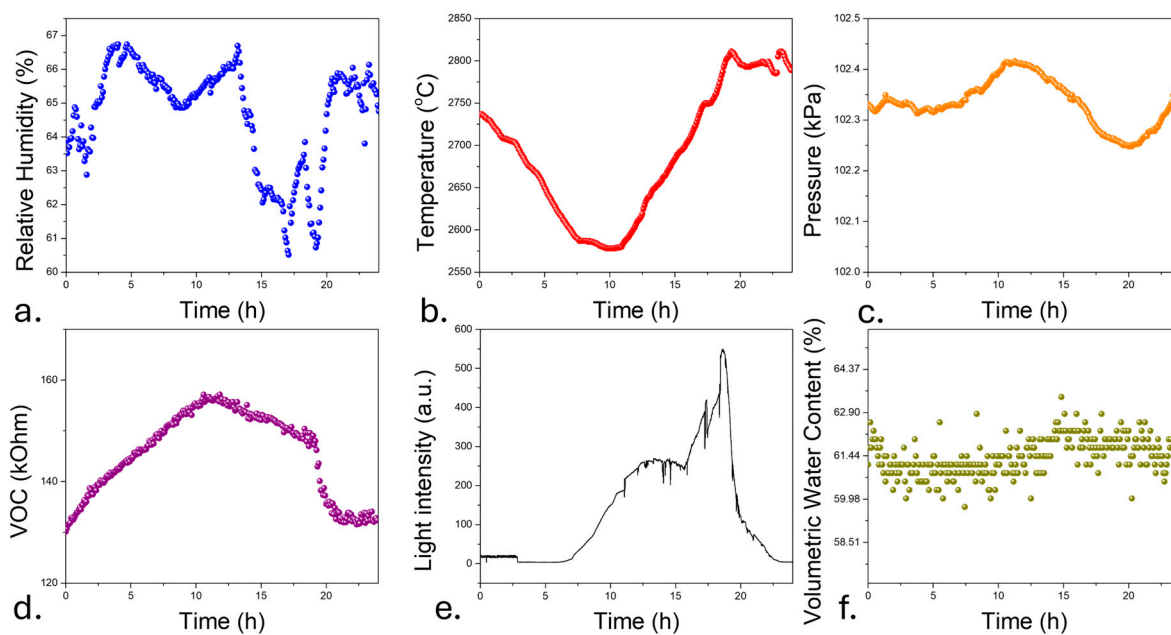 Relative Humidity (%)
67
66
65
64
63
62
61
60
0 5 10 15 20
Time (h)
a.
Temperature (°C)
2850
2800
2750
2700
2650
2600
2550
0 5 10 15 20
Time (h)
b.
Pressure (kPa)
102.5
102.4
102.3
102.2
102.1
102.0
0 5 10 15 20
Time (h)
c.
VOC (kOhm)
160
140
120
0 5 10 15 20
Time (h)
d.
Light intensity (a.u.)
600
500
400
300
200
100
0
0 5 10 15 20
Time (h)
e.
Volumetric Water Content (%)
64.37
62.90
61.44
59.98
58.51
0 5 10 15 20
Time (h)
f.